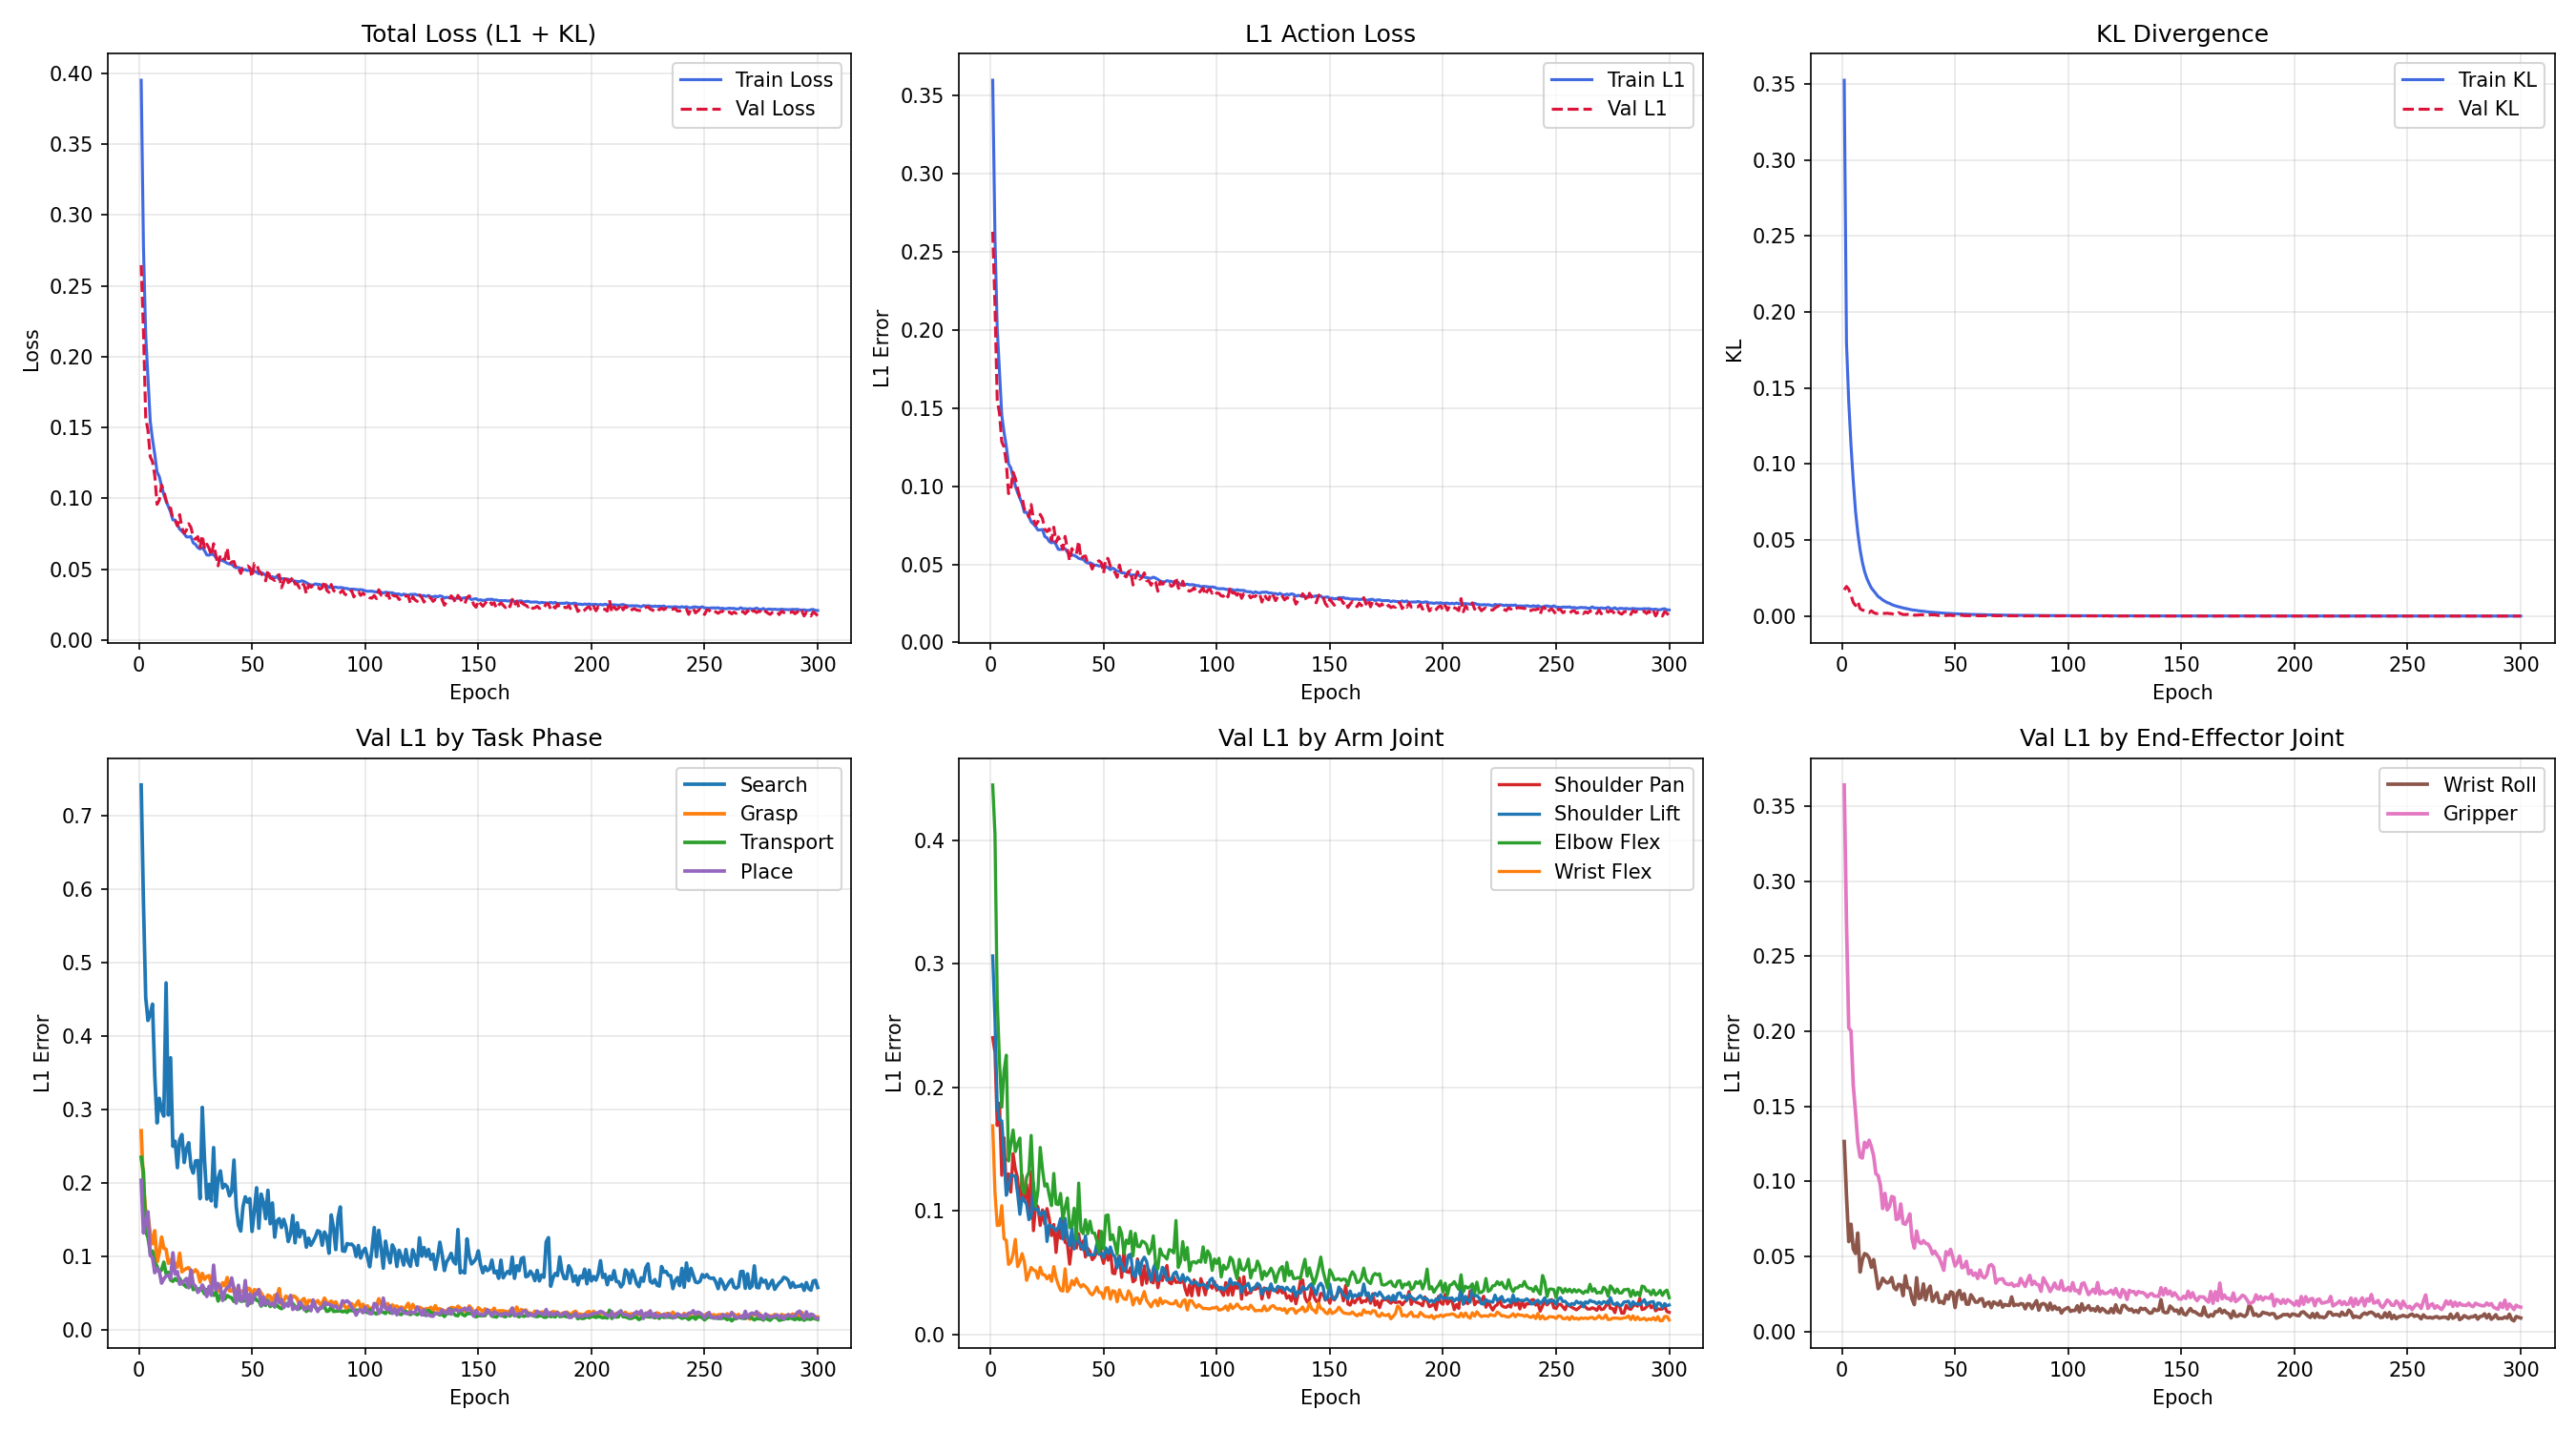 Total Loss (L1 + KL)
0.40
0.35
0.30
0.25
0.20
0.15
0.10
0.05
0.00
Loss
0
50
100
150
200
250
300
Epoch
Train Loss
Val Loss
L1 Action Loss
0.35
0.30
0.25
0.20
0.15
0.10
0.05
0.00
L1 Error
0
50
100
150
200
250
300
Epoch
Train L1
Val L1
KL Divergence
0.35
0.30
0.25
0.20
0.15
0.10
0.05
0.00
KL
0
50
100
150
200
250
300
Epoch
Train KL
Val KL
Val L1 by Task Phase
0.7
0.6
0.5
0.4
0.3
0.2
0.1
0.0
L1 Error
0
50
100
150
200
250
300
Epoch
Search
Grasp
Transport
Place
Val L1 by Arm Joint
0.4
0.3
0.2
0.1
0.0
L1 Error
0
50
100
150
200
250
300
Epoch
Shoulder Pan
Shoulder Lift
Elbow Flex
Wrist Flex
Val L1 by End-Effector Joint
0.35
0.30
0.25
0.20
0.15
0.10
0.05
0.00
L1 Error
0
50
100
150
200
250
300
Epoch
Wrist Roll
Gripper